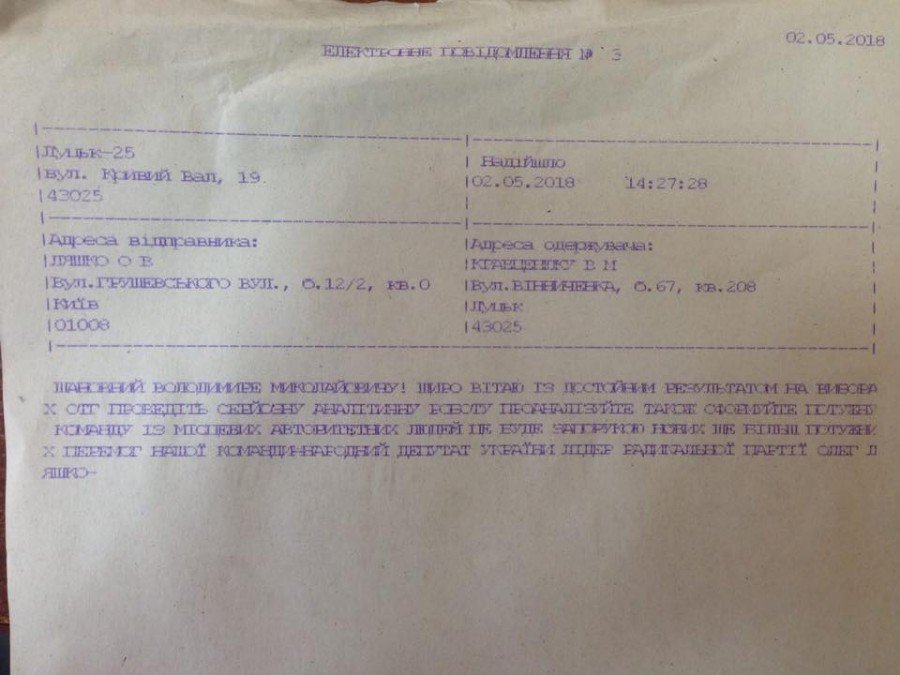 02.05.2018
ЕЛЕКТРОННЕ ПОВІДОМЛЕННЯ № 3
Луцьк-25
вул. Кривий Вал, 19
43025
Надійшло
02.05.2018 14:27:28
Адреса відправника:
ЛЯШКО О В
Вул.ГРУШЕВСЬКОГО ВУЛ., б.12/2, кв.0
Київ
01008
Адреса одержувача:
КРАВЦЕНЮКУ В М
Вул.ВІННИЧЕНКА, б.67, кв.208
Луцьк
43025
ШАНОВНИЙ ВОЛОДИМИРЕ МИКОЛАЙОВИЧУ! ЩИРО ВІТАЮ ІЗ ДОСТОЙНИМ РЕЗУЛЬТАТОМ НА ВИБОРА
Х ОТГ ПРОВЕДІТЬ СЕРЙОЗНУ АНАЛІТИЧНУ РОБОТУ ПРОАНАЛІЗУЙТЕ ТАКОЖ СФОРМУЙТЕ ПОТУЖНУ
КОМАНДУ ІЗ МІСЦЕВИХ АВТОРИТЕТНИХ ЛЮДЕЙ ЦЕ БУДЕ ЗАПОРУКОЮ НОВИХ ЩЕ БІЛЬШ ПОТУЖНИ
Х ПЕРЕМОГ НАШОЇ КОМАНДИ-НАРОДНИЙ ДЕПУТАТ УКРАЇНИ ЛІДЕР РАДИКАЛЬНОЇ ПАРТІЇ ОЛЕГ Л
ЯШКО-